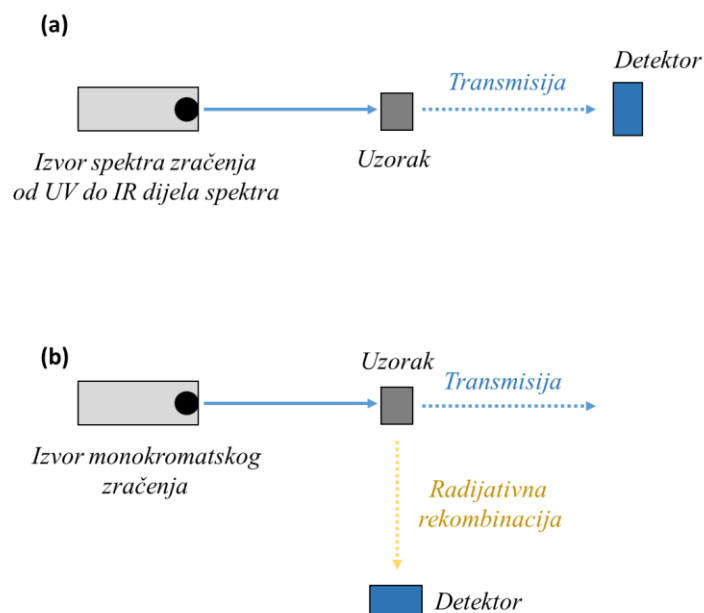 (a)
Detektor
Transmisija
Uzorak
Izvor spektra zračenja
od UV do IR dijela spektra
(b)
Uzorak
Transmisija
Izvor monokromatskog
zračenja
Radijativna
rekombinacija
Detektor